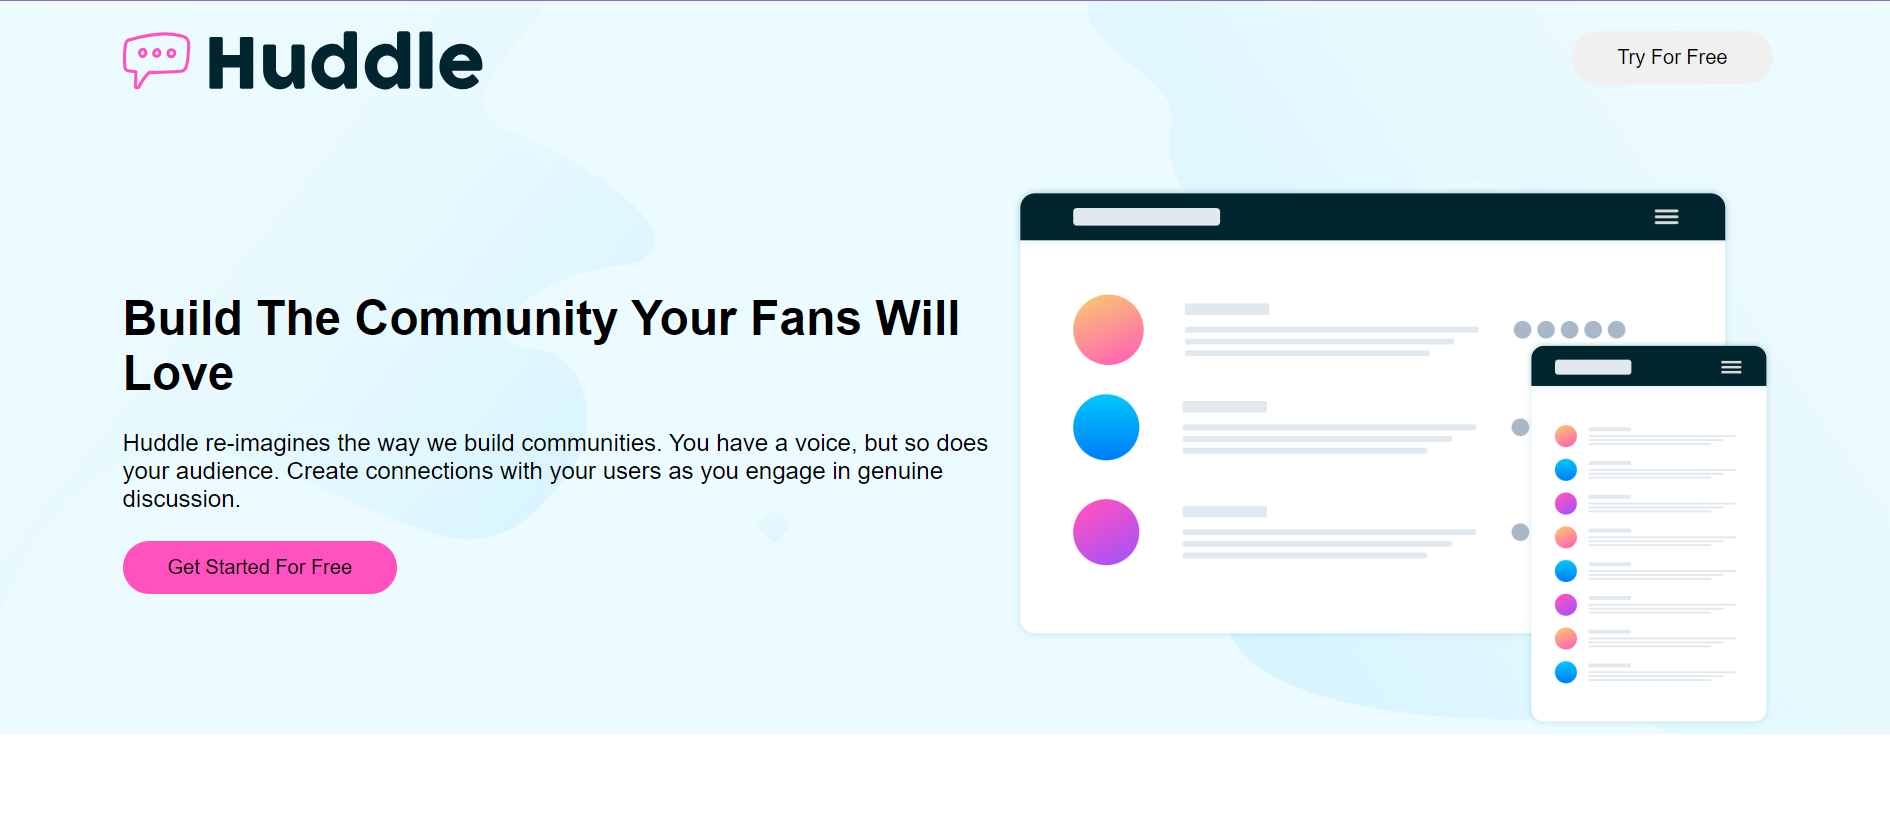 Huddle
Try For Free
Build The Community Your Fans Will
Love
Huddle re-imagines the way we build communities. You have a voice, but so does
your audience. Create connections with your users as you engage in genuine
discussion.
Get Started For Free